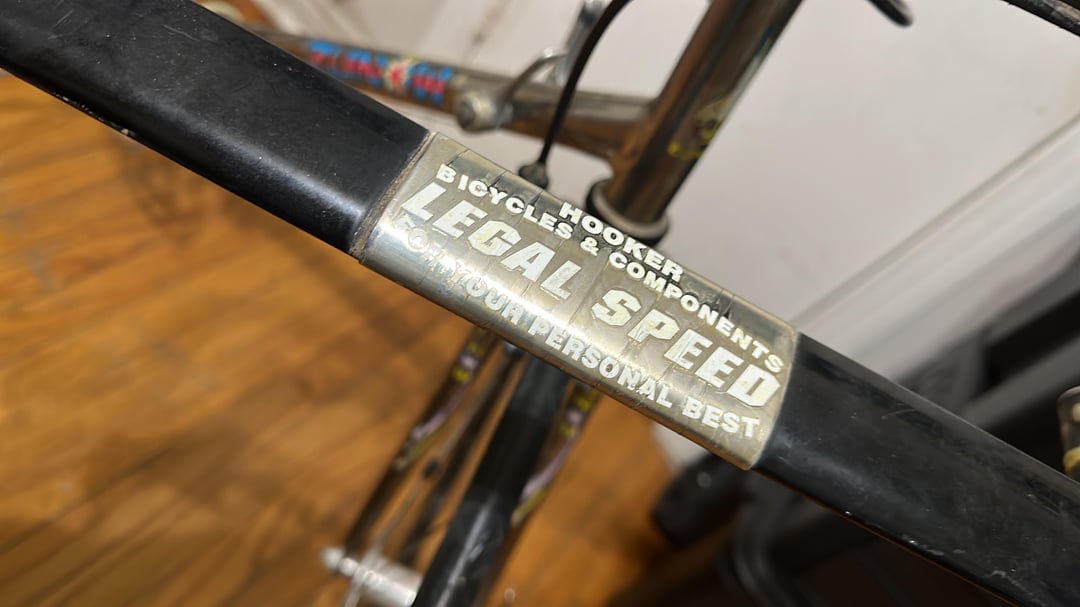 HOOKER
BICYCLES & COMPONENTS
LEGAL SPEED
FOR YOUR PERSONAL BEST